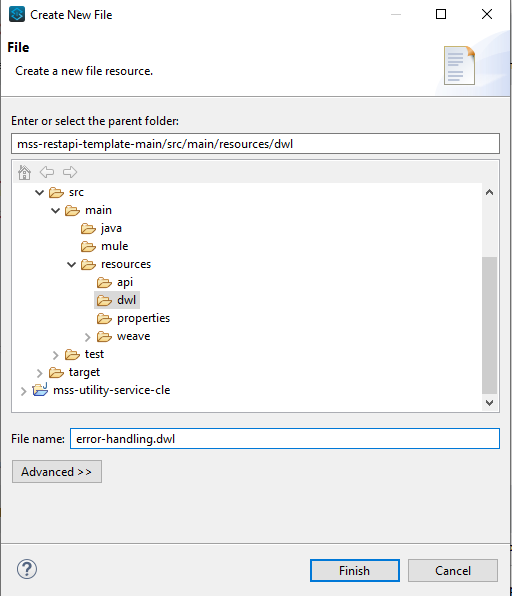 Create New File
File
Create a new file resource.
Enter or select the parent folder:
mss-restapi-template-main/src/main/resources/dwl
src
main
java
mule
resources
api
dwl
properties
weave
test
target
mss-utility-service-cle
File name: error-handling.dwl
Advanced >>
? Finish Cancel